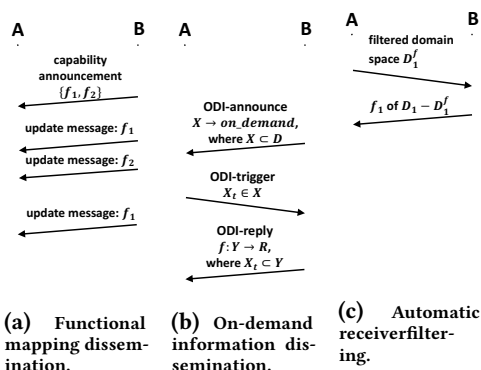 A
B
capability
announcement
{f₁, f₂}
update message: f₁
update message: f₂
update message: f₁
(a) Functional
mapping dissem-
ination.
A
B
ODI-announce
X → on_demand,
where X ⊂ D
ODI-trigger
Xₜ ∈ X
ODI-reply
f: Y → R,
where Xₜ ⊂ Y
(b) On-demand
information dis-
semination.
A
B
filtered domain
space D₁ᶠ
f₁ of D₁ − D₁ᶠ
(c) Automatic
receiverfilter-
ing.